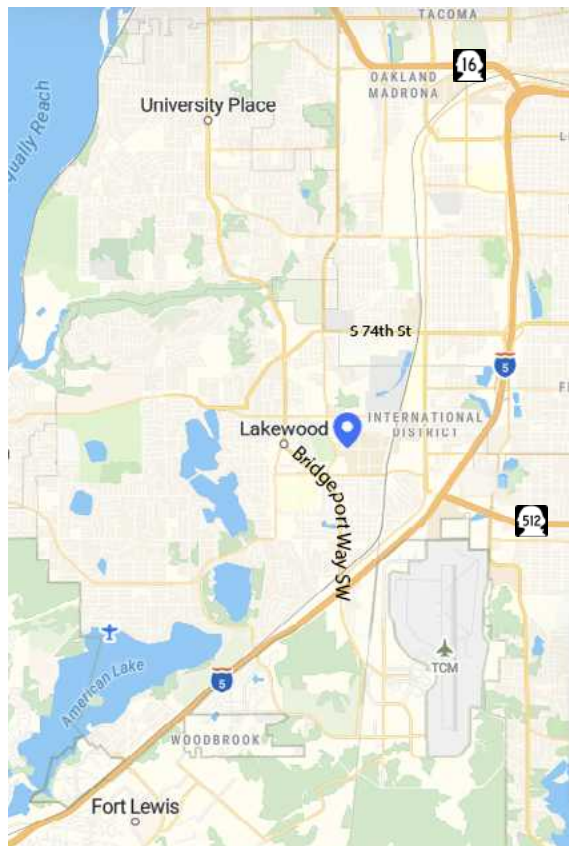 TACOMA
16
OAKLAND
MADRONA
University Place
qually Reach
L
S 74th St
5
F
INTERNATIONAL
DISTRICT
Lakewood
Bridgeport Way SW
512
TCM
American Lake
5
WOODBROOK
Fort Lewis